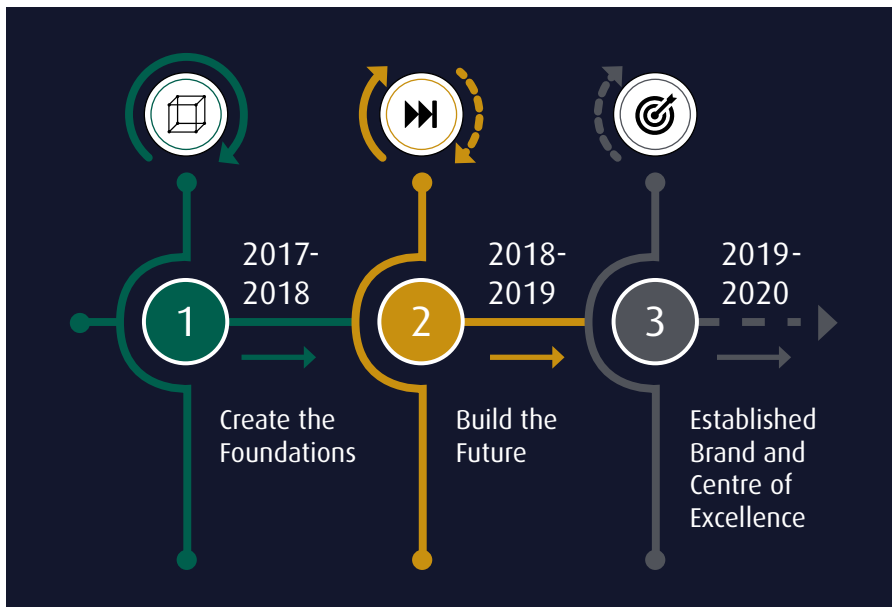 1
2017-
2018
Create the
Foundations
2
2018-
2019
Build the
Future
3
2019-
2020
Established
Brand and
Centre of
Excellence